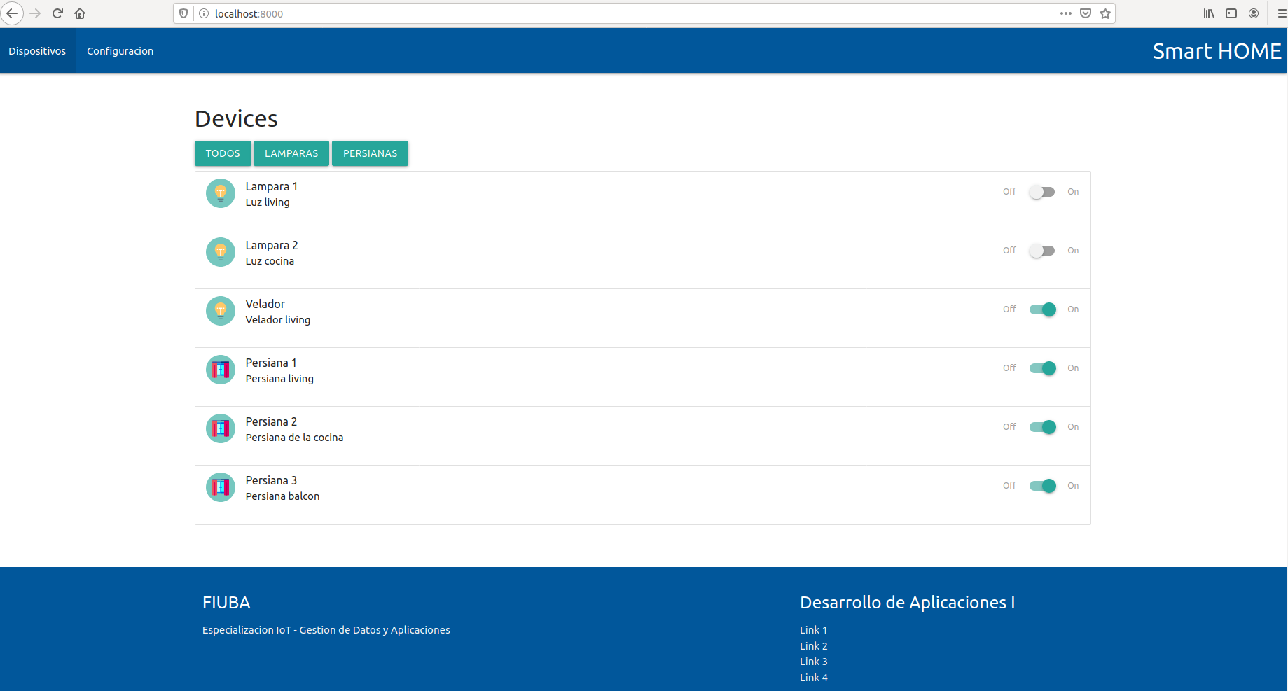 localhost:8000
Dispositivos
Configuracion
Smart HOME
Devices
TODOS
LAMPARAS
PERSIANAS
Lampara 1
Luz living
Off
On
Lampara 2
Luz cocina
Off
On
Velador
Velador living
Off
On
Persiana 1
Persiana living
Off
On
Persiana 2
Persiana de la cocina
Off
On
Persiana 3
Persiana balcon
Off
On
FIUBA
Especializacion IoT - Gestion de Datos y Aplicaciones
Desarrollo de Aplicaciones I
Link 1
Link 2
Link 3
Link 4